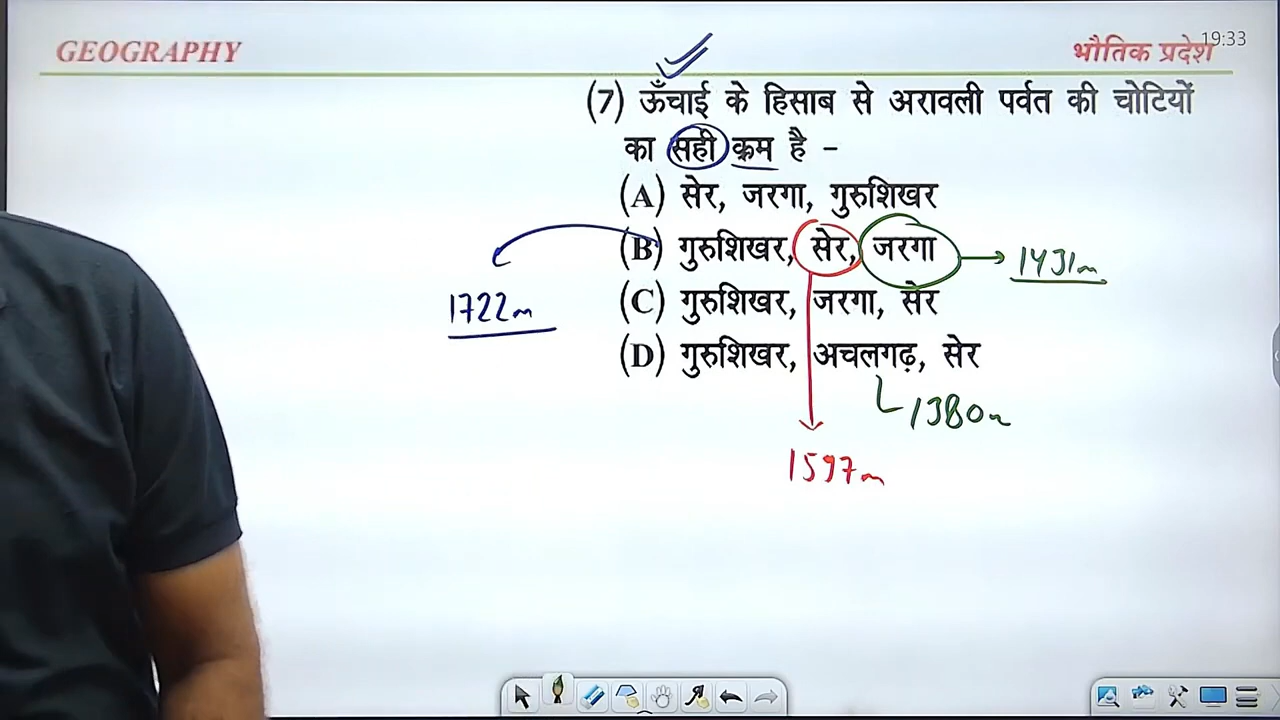 GEOGRAPHY
भौतिक प्रदेश
19:33
(7) ऊँचाई के हिसाब से अरावली पर्वत की चोटियों
का सही क्रम है –
(A) सेर, जरगा, गुरुशिखर
(B) गुरुशिखर, सेर, जरगा
1431m
(C) गुरुशिखर, जरगा, सेर
1722m
(D) गुरुशिखर, अचलगढ़, सेर
1380m
1597m